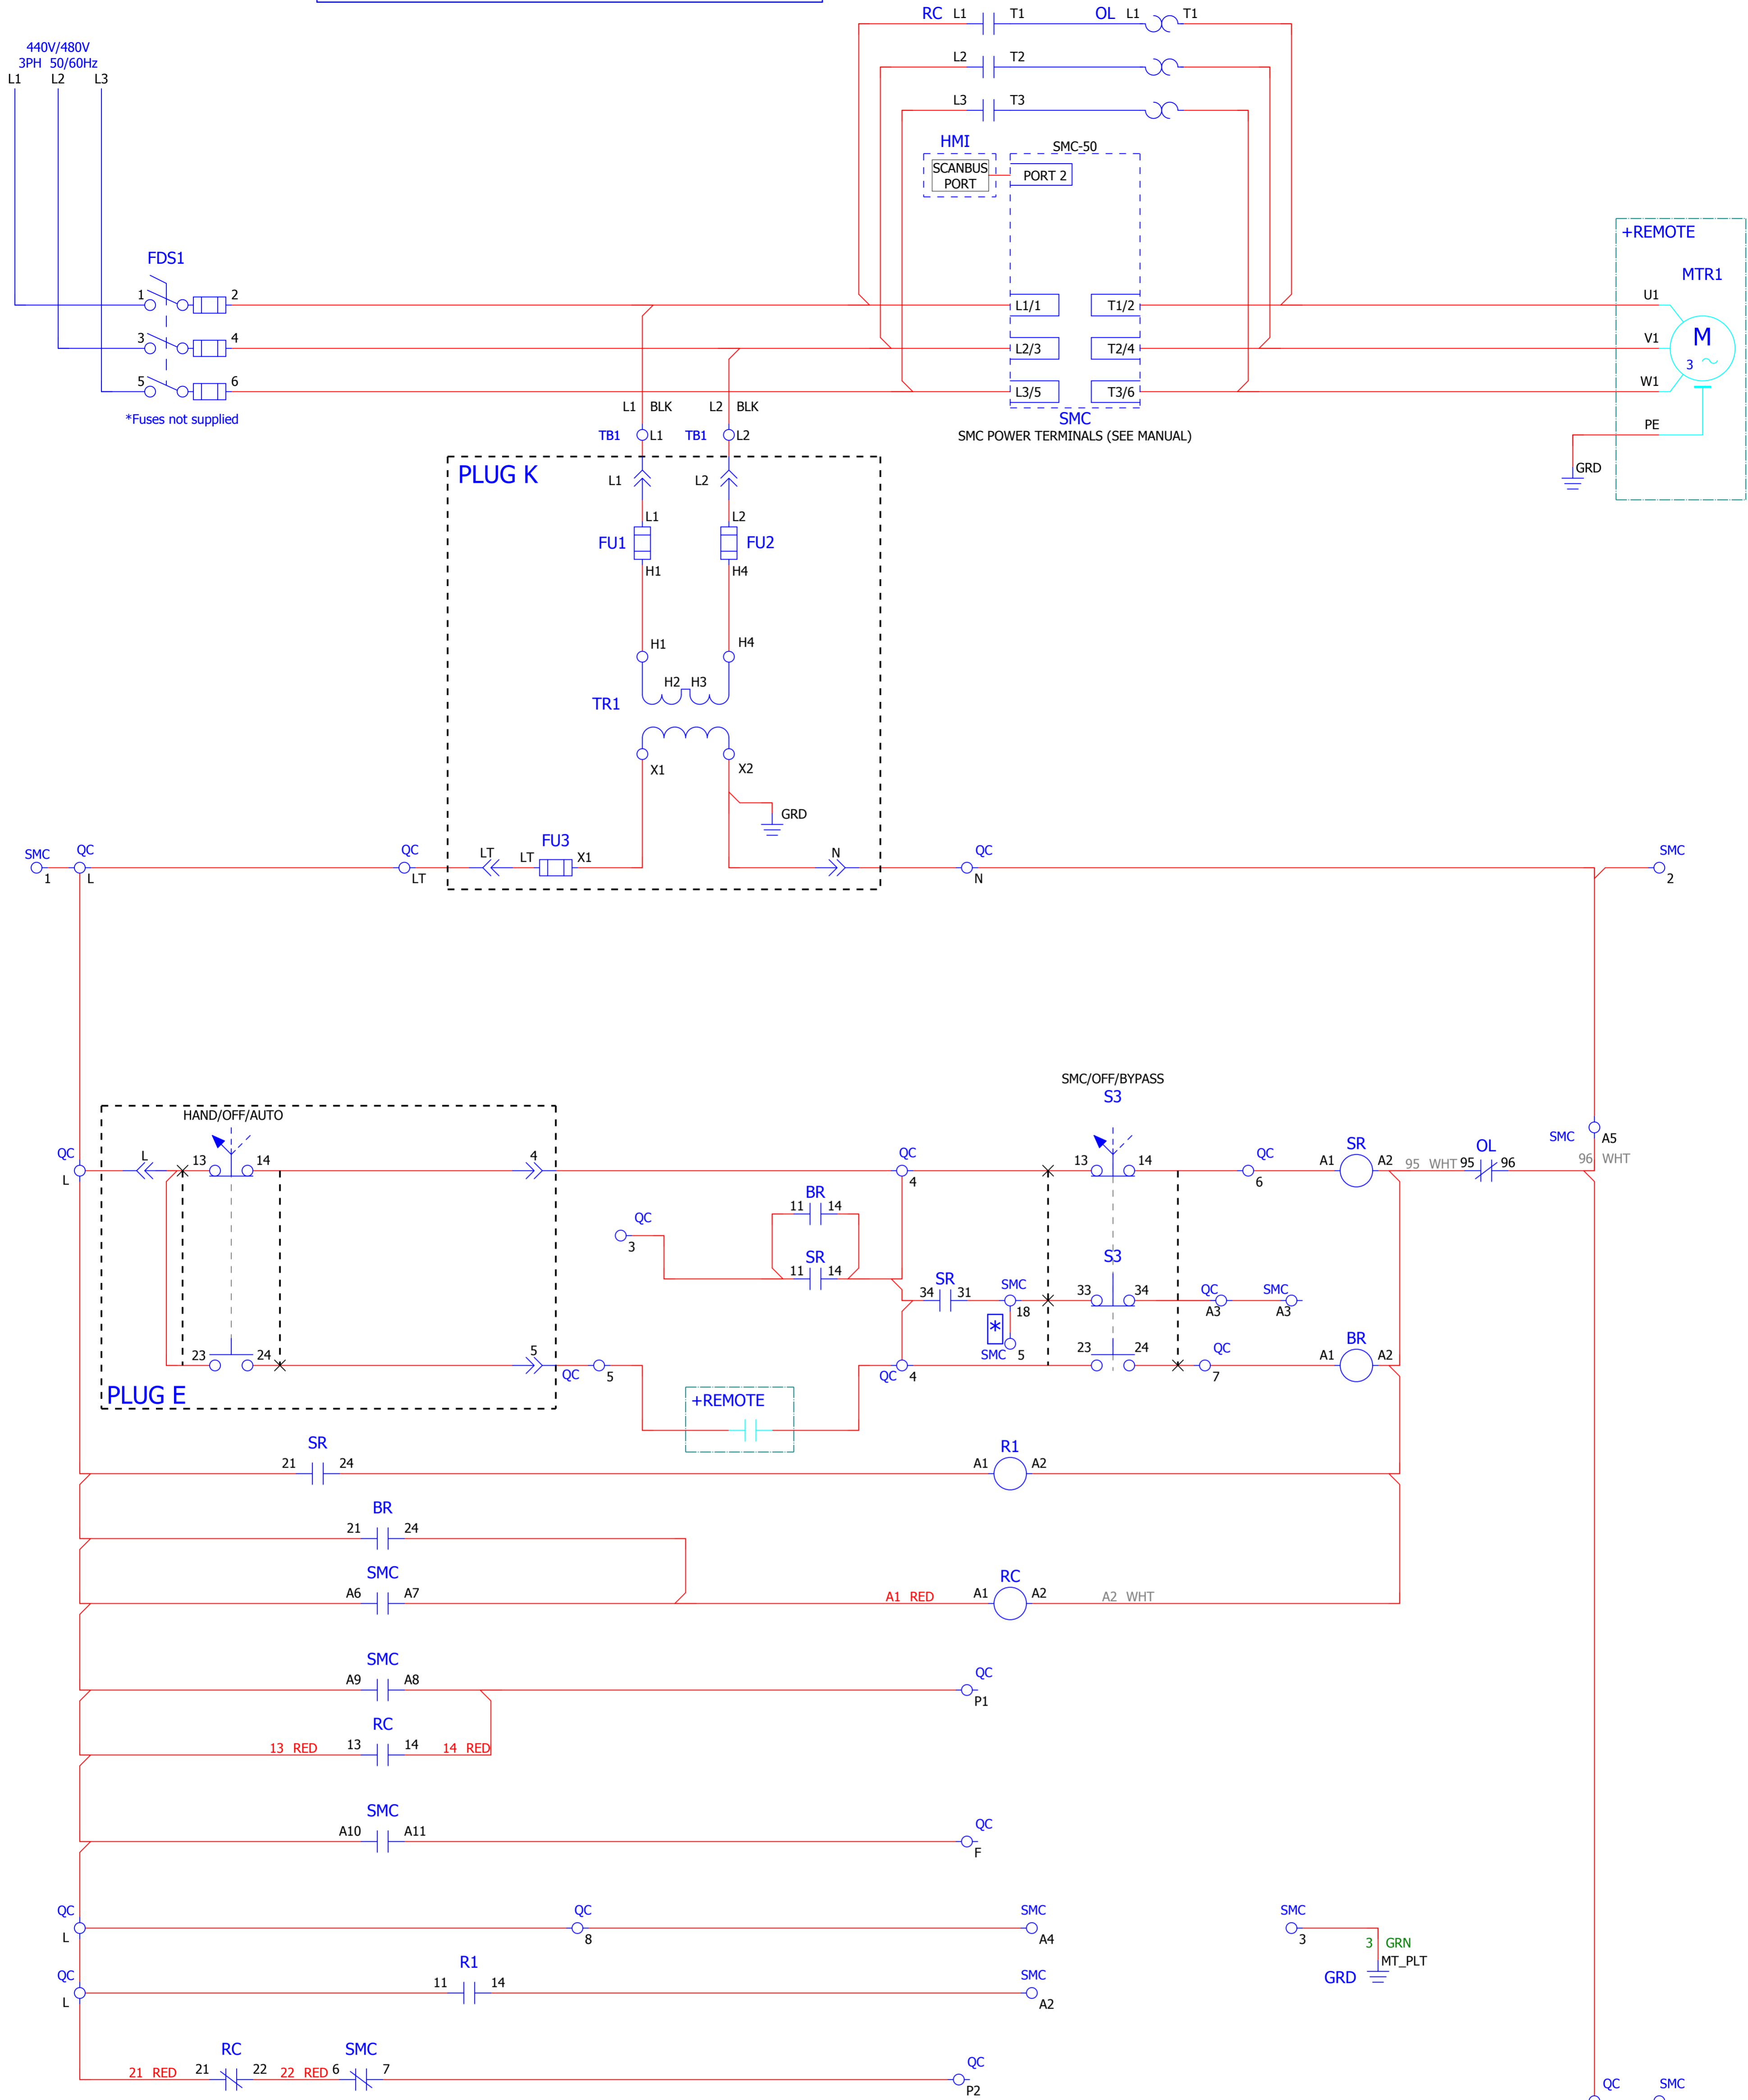 RC L1 T1 OL L1 T1
440V/480V
3PH 50/60Hz
L1 L2 L3
L2 T2
L3 T3
HMI
SMC-50
SCANBUS
PORT
PORT 2
+REMOTE
MTR1
FDS1
1 2
L1/1 T1/2
U1
3 4
L2/3 T2/4
V1
M
3
5 6
L3/5 T3/6
W1
*Fuses not supplied
L1 BLK L2 BLK
SMC
PE
TB1 L1 TB1 L2
SMC POWER TERMINALS (SEE MANUAL)
GRD
PLUG K
L1 L2
L1 L2
FU1 FU2
H1 H4
H1 H4
H2 H3
TR1
X1 X2
GRD
SMC QC QC
FU3
LT LT X1
N
QC
SMC
1 L LT N 2
SMC/OFF/BYPASS
S3
HAND/OFF/AUTO
SMC A5
QC
L
L
13 14
4
QC
4
13 14
QC
6
SR
A1 A2
95 WHT 95
OL
96
96 WHT
BR
11 14
QC
3
SR
11 14
S3
SR
34 31
SMC
18
33 34
QC
A3
SMC
A3
*
SMC 5
23 24
5
QC 5
QC 4
23 24
QC
7
BR
A1 A2
PLUG E
+REMOTE
SR
21 24
R1
A1 A2
BR
21 24
SMC
A6 A7
A1 RED
RC
A1 A2
A2 WHT
SMC
A9 A8
QC
P1
RC
13 RED 13 14 14 RED
SMC
A10 A11
QC
F
QC
L
QC
8
SMC
A4
SMC
3
3 GRN
MT_PLT
GRD
QC
L
R1
11 14
SMC
A2
RC
21 RED 21 22
22 RED
SMC
6 7
QC
P2
QC SMC